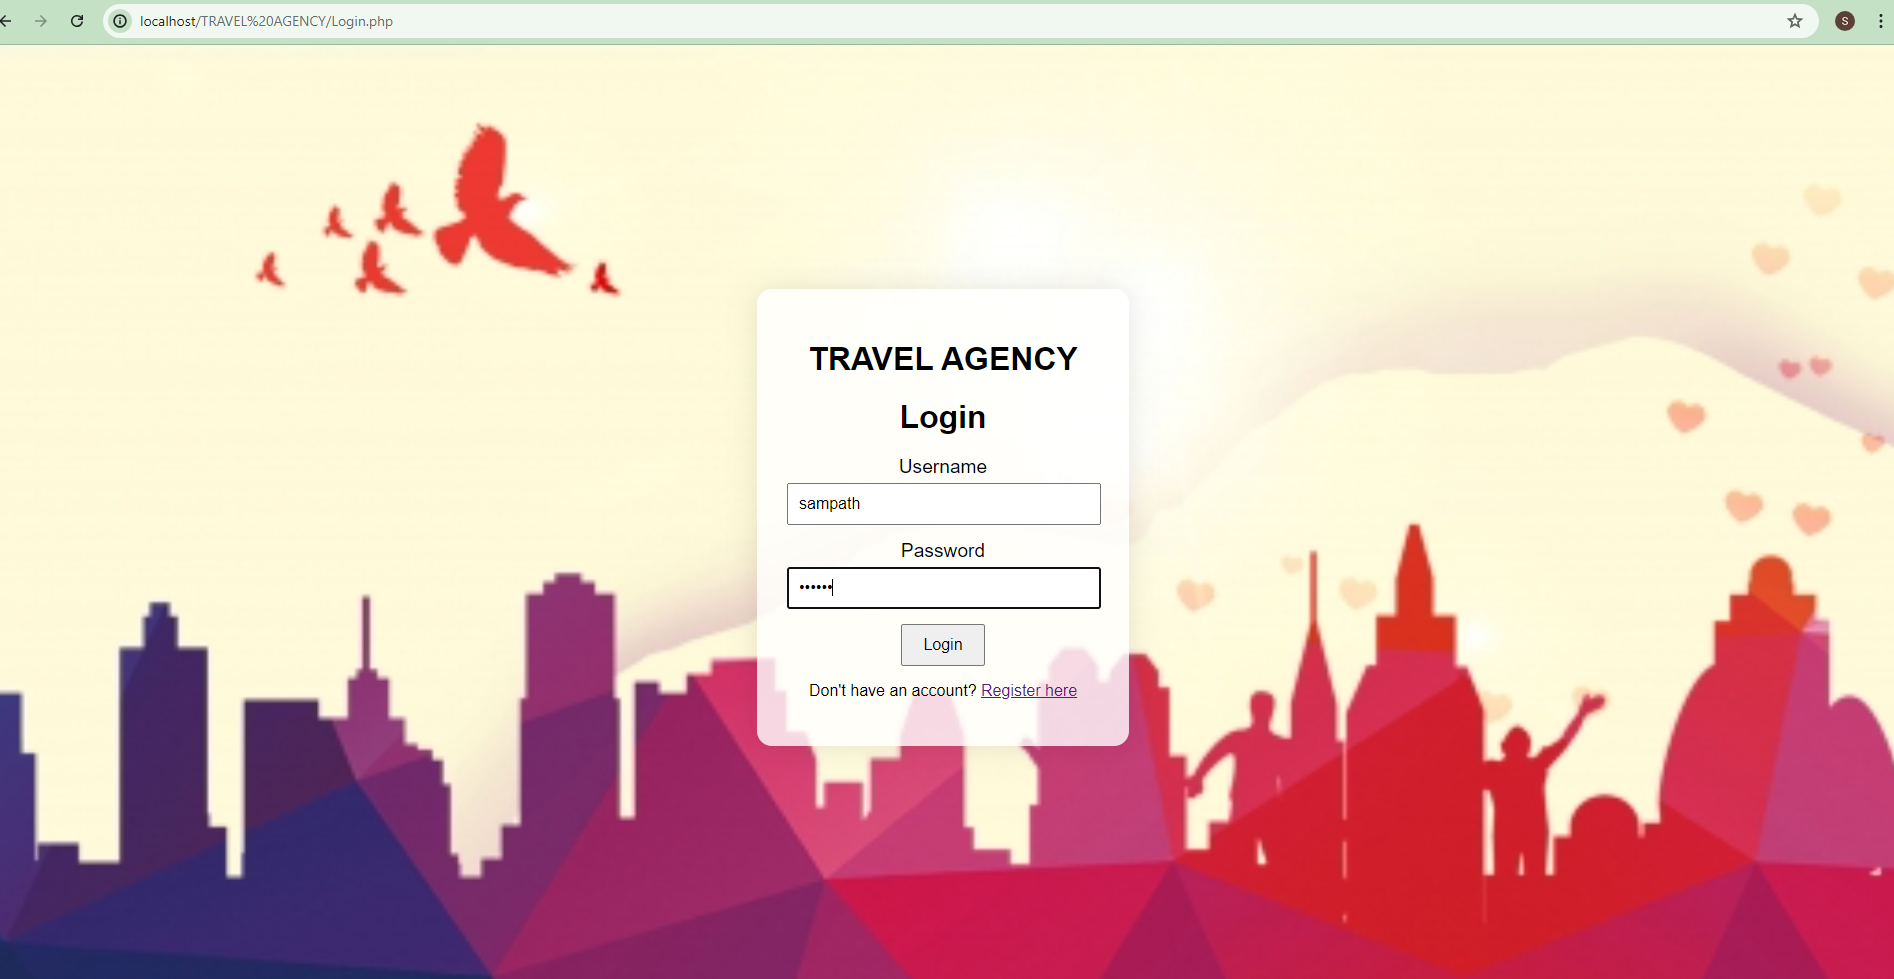 localhost/TRAVEL%20AGENCY/Login.php
S
TRAVEL AGENCY
Login
Username
sampath
Password
••••••
Login
Don't have an account? Register here